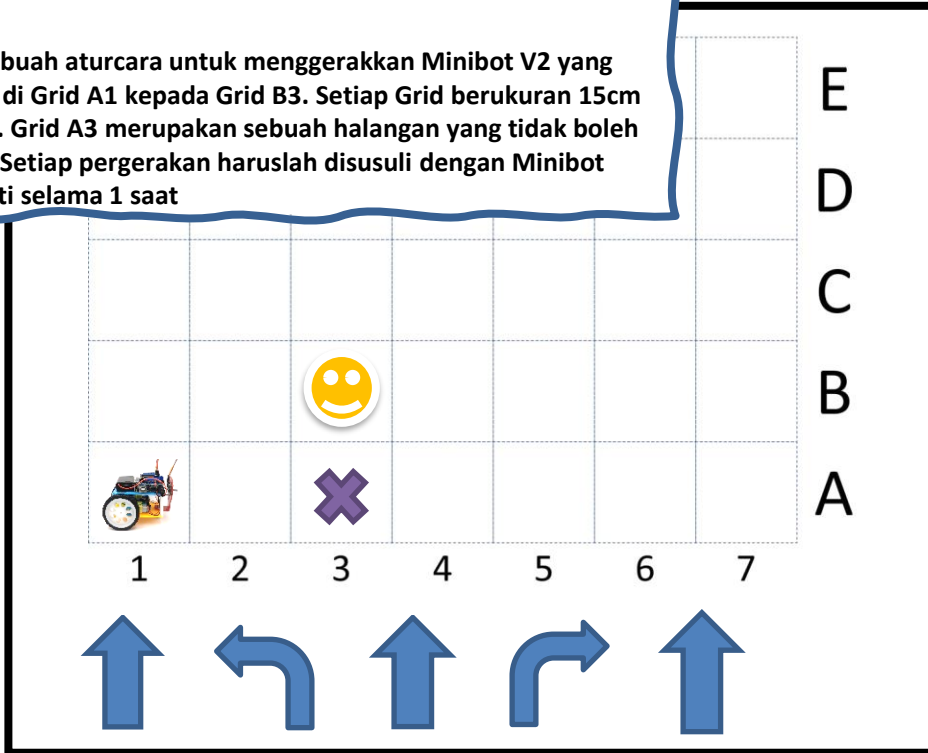 buah aturcara untuk menggerakkan Minibot V2 yang
di Grid A1 kepada Grid B3. Setiap Grid berukuran 15cm
. Grid A3 merupakan sebuah halangan yang tidak boleh
Setiap pergerakan haruslah disusuli dengan Minibot
ti selama 1 saat
E
D
C
B
A
1 2 3 4 5 6 7